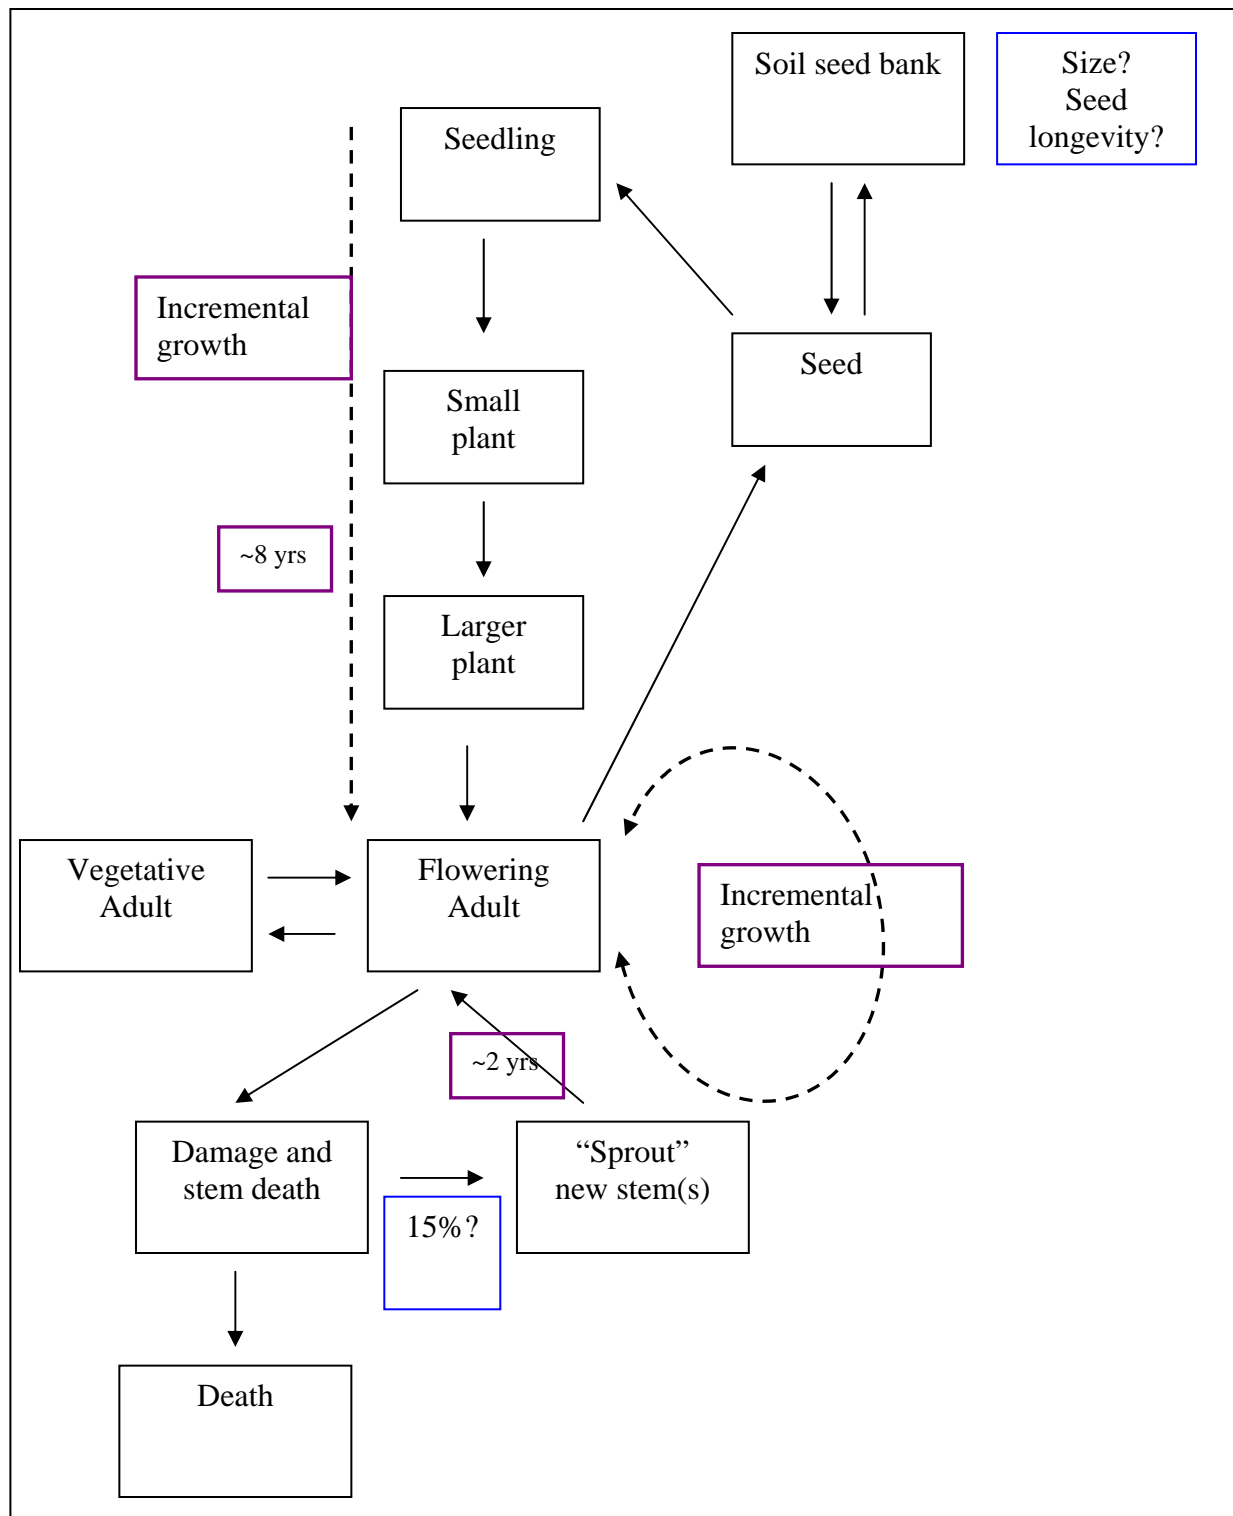 Soil seed bank
Size?
Seed
longevity?
Seedling
Incremental
growth
Seed
Small
plant
~8 yrs
Larger
plant
Vegetative
Adult
Flowering
Adult
Incremental
growth
~2 yrs
Damage and
stem death
“Sprout”
new stem(s)
15%?
Death